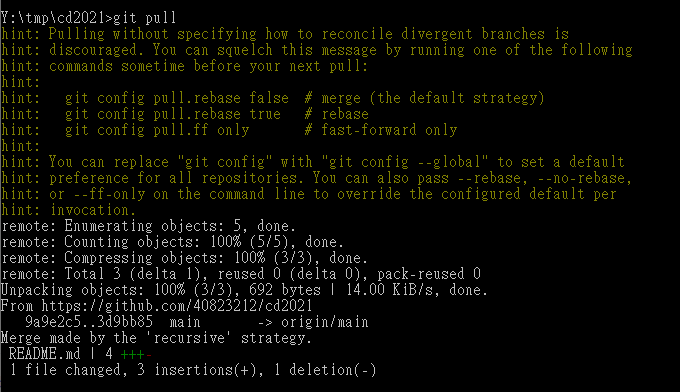 Y:\tmp\cd2021>git pull
hint: Pulling without specifying how to reconcile divergent branches is
hint: discouraged. You can squelch this message by running one of the following
hint: commands sometime before your next pull:
hint:
hint:   git config pull.rebase false  # merge (the default strategy)
hint:   git config pull.rebase true   # rebase
hint:   git config pull.ff only       # fast-forward only
hint:
hint: You can replace "git config" with "git config --global" to set a default
hint: preference for all repositories. You can also pass --rebase, --no-rebase,
hint: or --ff-only on the command line to override the configured default per
hint: invocation.
remote: Enumerating objects: 5, done.
remote: Counting objects: 100% (5/5), done.
remote: Compressing objects: 100% (3/3), done.
remote: Total 3 (delta 1), reused 0 (delta 0), pack-reused 0
Unpacking objects: 100% (3/3), 692 bytes | 14.00 KiB/s, done.
From https://github.com/40823212/cd2021
   9a9e2c5..3d9bb85  main       -> origin/main
Merge made by the 'recursive' strategy.
 README.md | 4 +++-
 1 file changed, 3 insertions(+), 1 deletion(-)